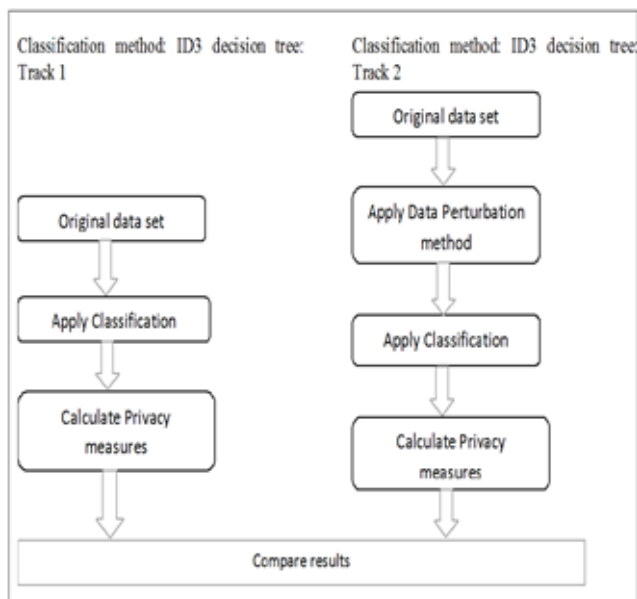 Classification method: ID3 decision tree:
Track 1
Original data set
Apply Classification
Calculate Privacy
measures
Classification method: ID3 decision tree:
Track 2
Original data set
Apply Data Perturbation
method
Apply Classification
Calculate Privacy
measures
Compare results